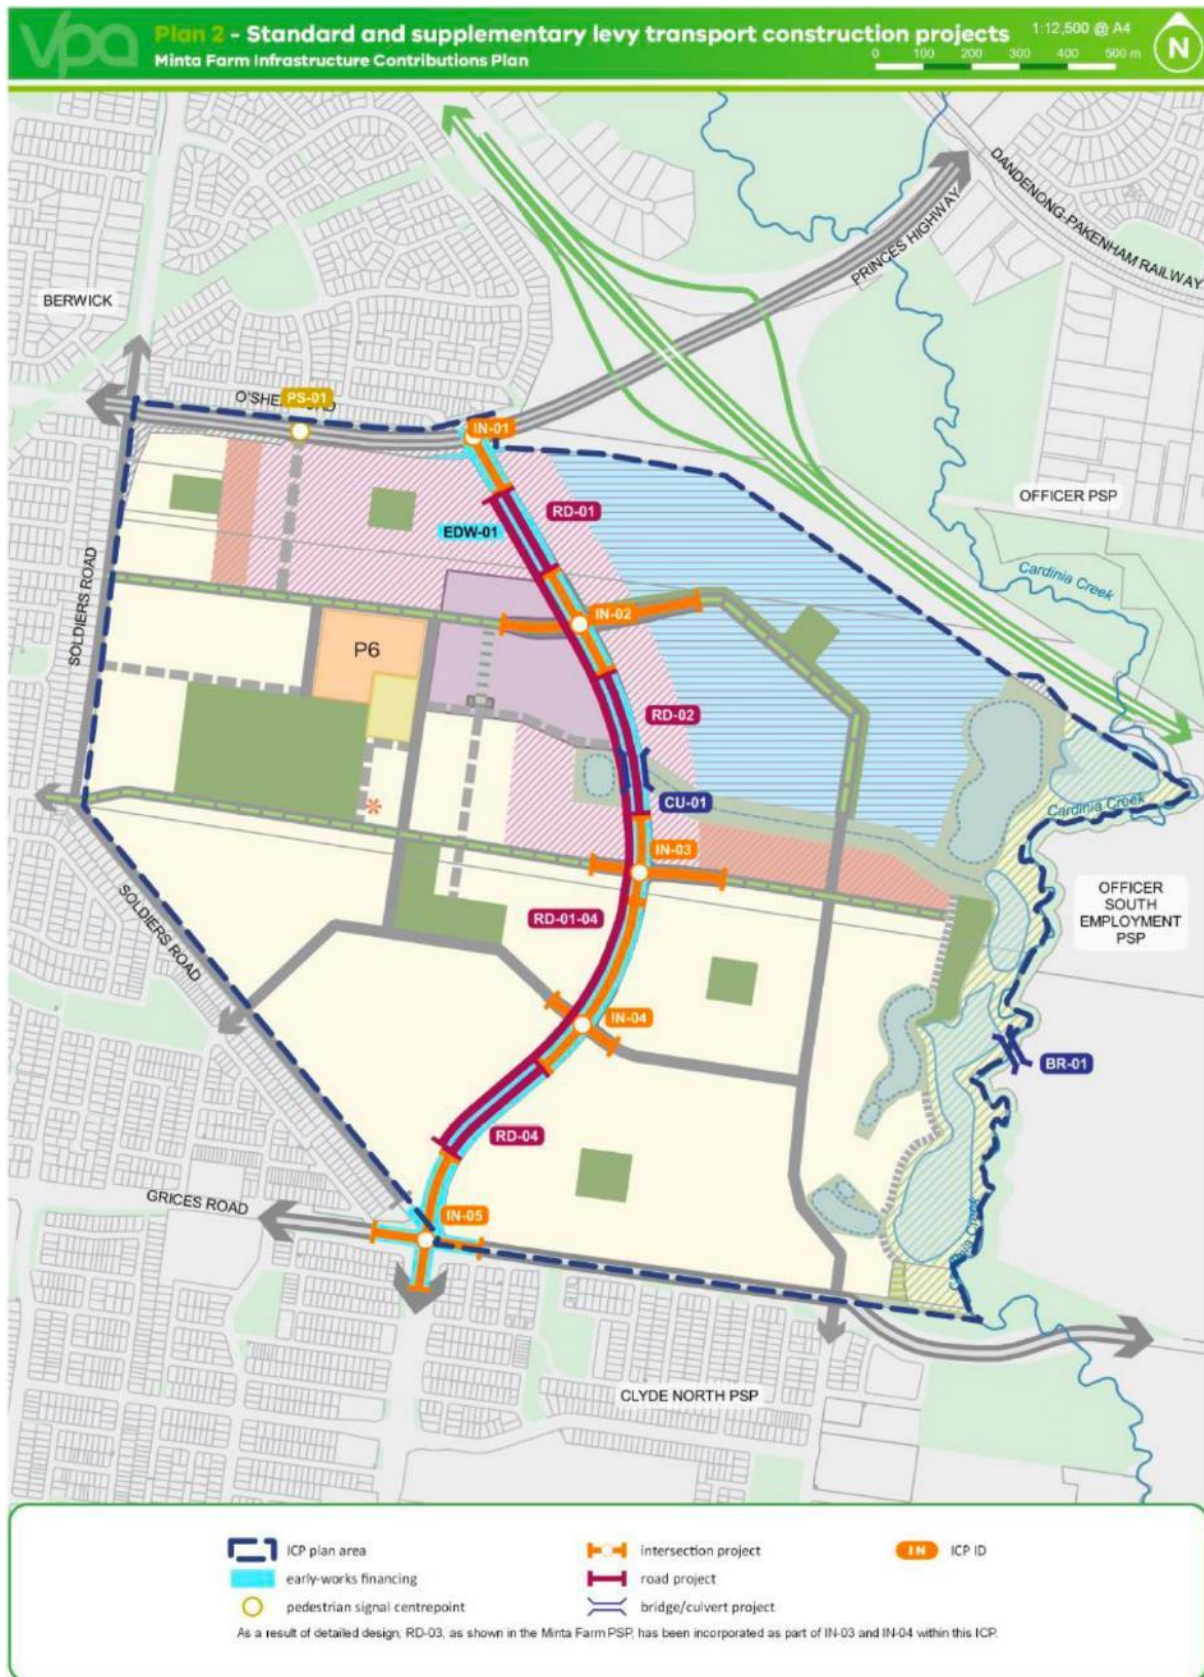 vpa
Plan 2 - Standard and supplementary levy transport construction projects
Minta Farm Infrastructure Contributions Plan
1:12,500 @ A4
0 100 200 300 400 500 m
N
DANDENONG-PAKENHAM RAILWAY
PRINCES HIGHWAY
BERWICK
PS-01
IN-01
OFFICER PSP
RD-01
EDW-01
Cardinia Creek
SOLDIERS ROAD
IN-02
P6
RD-02
CU-01
Cardinia Creek
*
IN-03
OFFICER
SOUTH
EMPLOYMENT
PSP
SOLDIERS ROAD
RD-01-04
IN-04
BR-01
RD-04
GRICES ROAD
IN-05
CLYDE NORTH PSP
ICP plan area
early-works financing
pedestrian signal centrepoint
intersection project
road project
bridge/culvert project
IN ICP ID
As a result of detailed design, RD-03, as shown in the Minta Farm PSP, has been incorporated as part of IN-03 and IN-04 within this ICP.